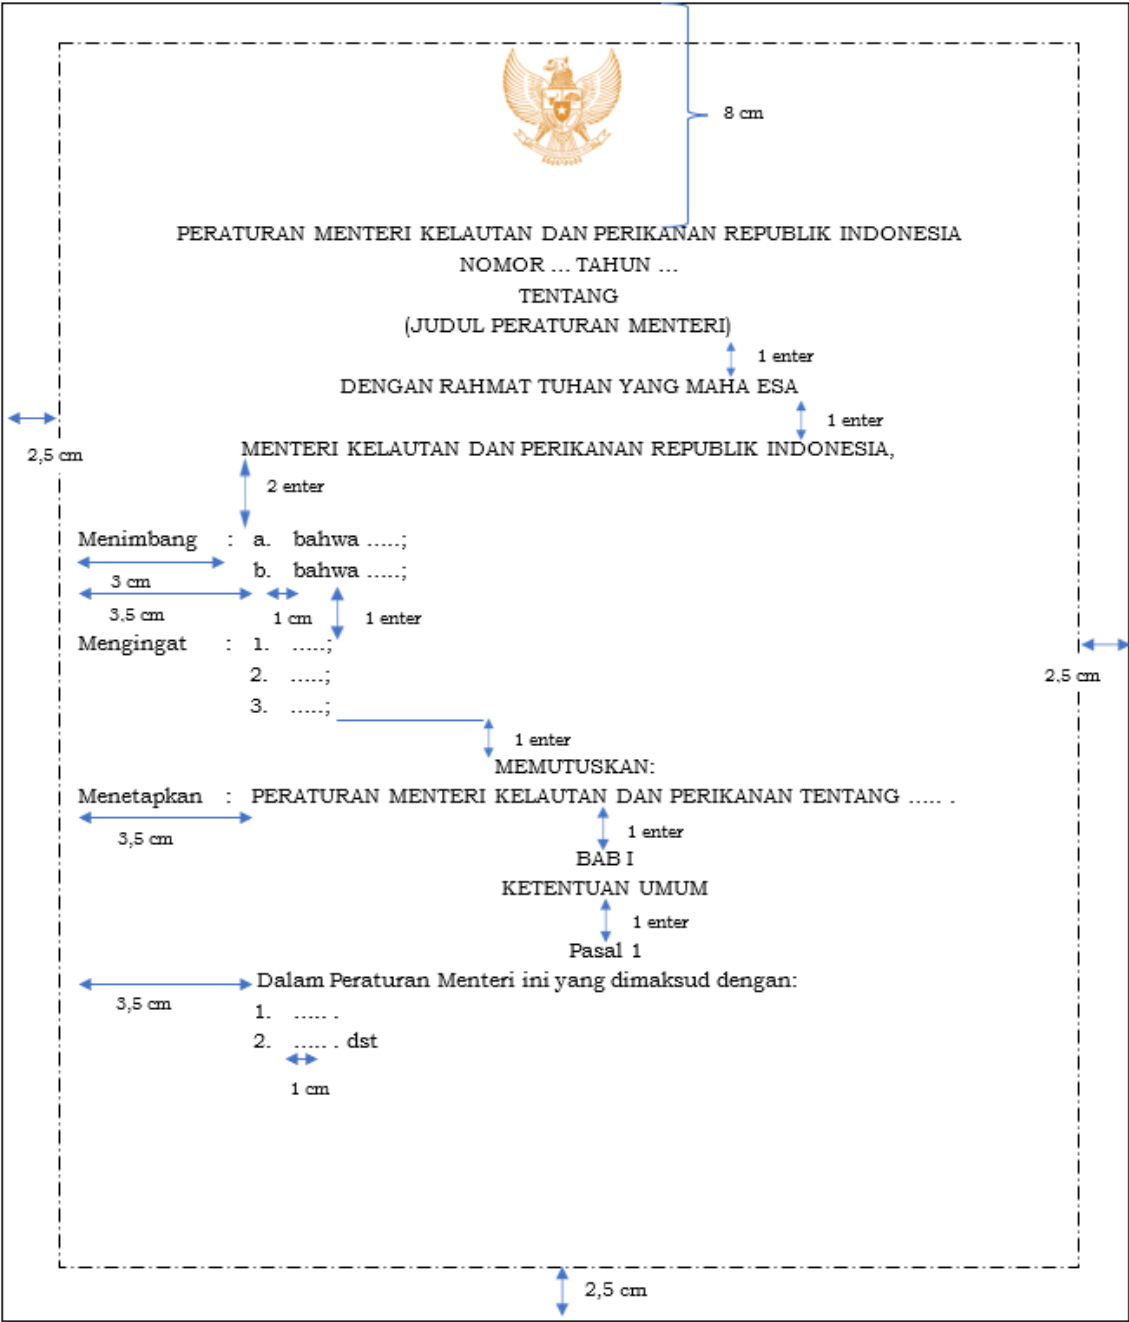 8 cm
PERATURAN MENTERI KELAUTAN DAN PERIKANAN REPUBLIK INDONESIA
NOMOR ... TAHUN ...
TENTANG
(JUDUL PERATURAN MENTERI)
1 enter
DENGAN RAHMAT TUHAN YANG MAHA ESA
1 enter
2,5 cm
MENTERI KELAUTAN DAN PERIKANAN REPUBLIK INDONESIA,
2 enter
Menimbang : a. bahwa .....;
b. bahwa .....;
3 cm
3,5 cm
1 cm
1 enter
Mengingat : 1. .....;
2. .....;
2,5 cm
3. .....;
1 enter
MEMUTUSKAN:
Menetapkan : PERATURAN MENTERI KELAUTAN DAN PERIKANAN TENTANG ..... .
3,5 cm
1 enter
BAB I
KETENTUAN UMUM
1 enter
Pasal 1
Dalam Peraturan Menteri ini yang dimaksud dengan:
3,5 cm
1. ..... .
2. ..... . dst
1 cm
2,5 cm